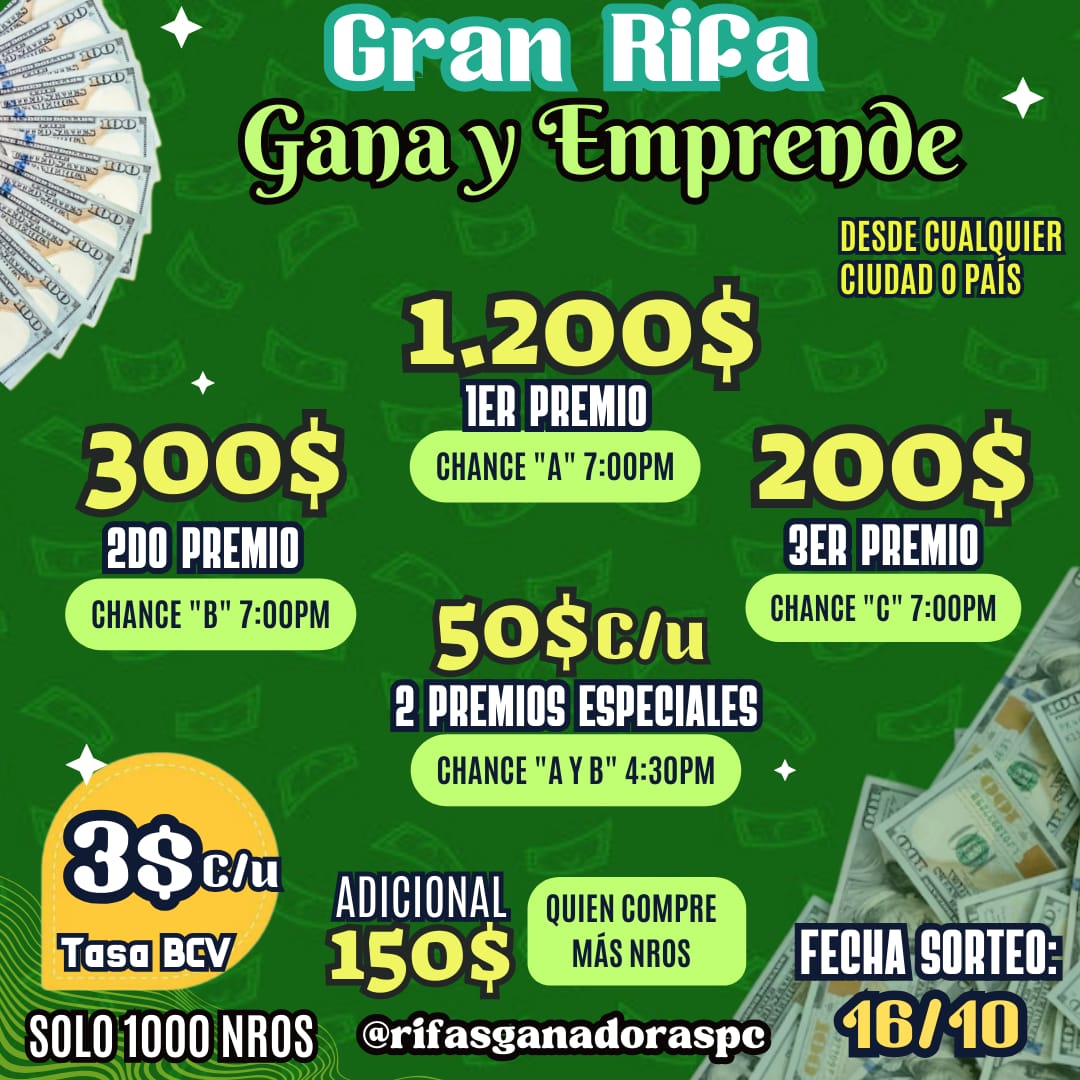 Gran Rifa
Gana y Emprende
DESDE CUALQUIER
CIUDAD O PAÍS
1.200$
1ER PREMIO
CHANCE "A" 7:00PM
300$
2DO PREMIO
CHANCE "B" 7:00PM
200$
3ER PREMIO
CHANCE "C" 7:00PM
50$c/u
2 PREMIOS ESPECIALES
CHANCE "A Y B" 4:30PM
3$c/u
Tasa BCV
SOLO 1000 NROS
ADICIONAL
150$
QUIEN COMPRE
MÁS NROS
@rifasganadoraspc
FECHA SORTEO:
16/10